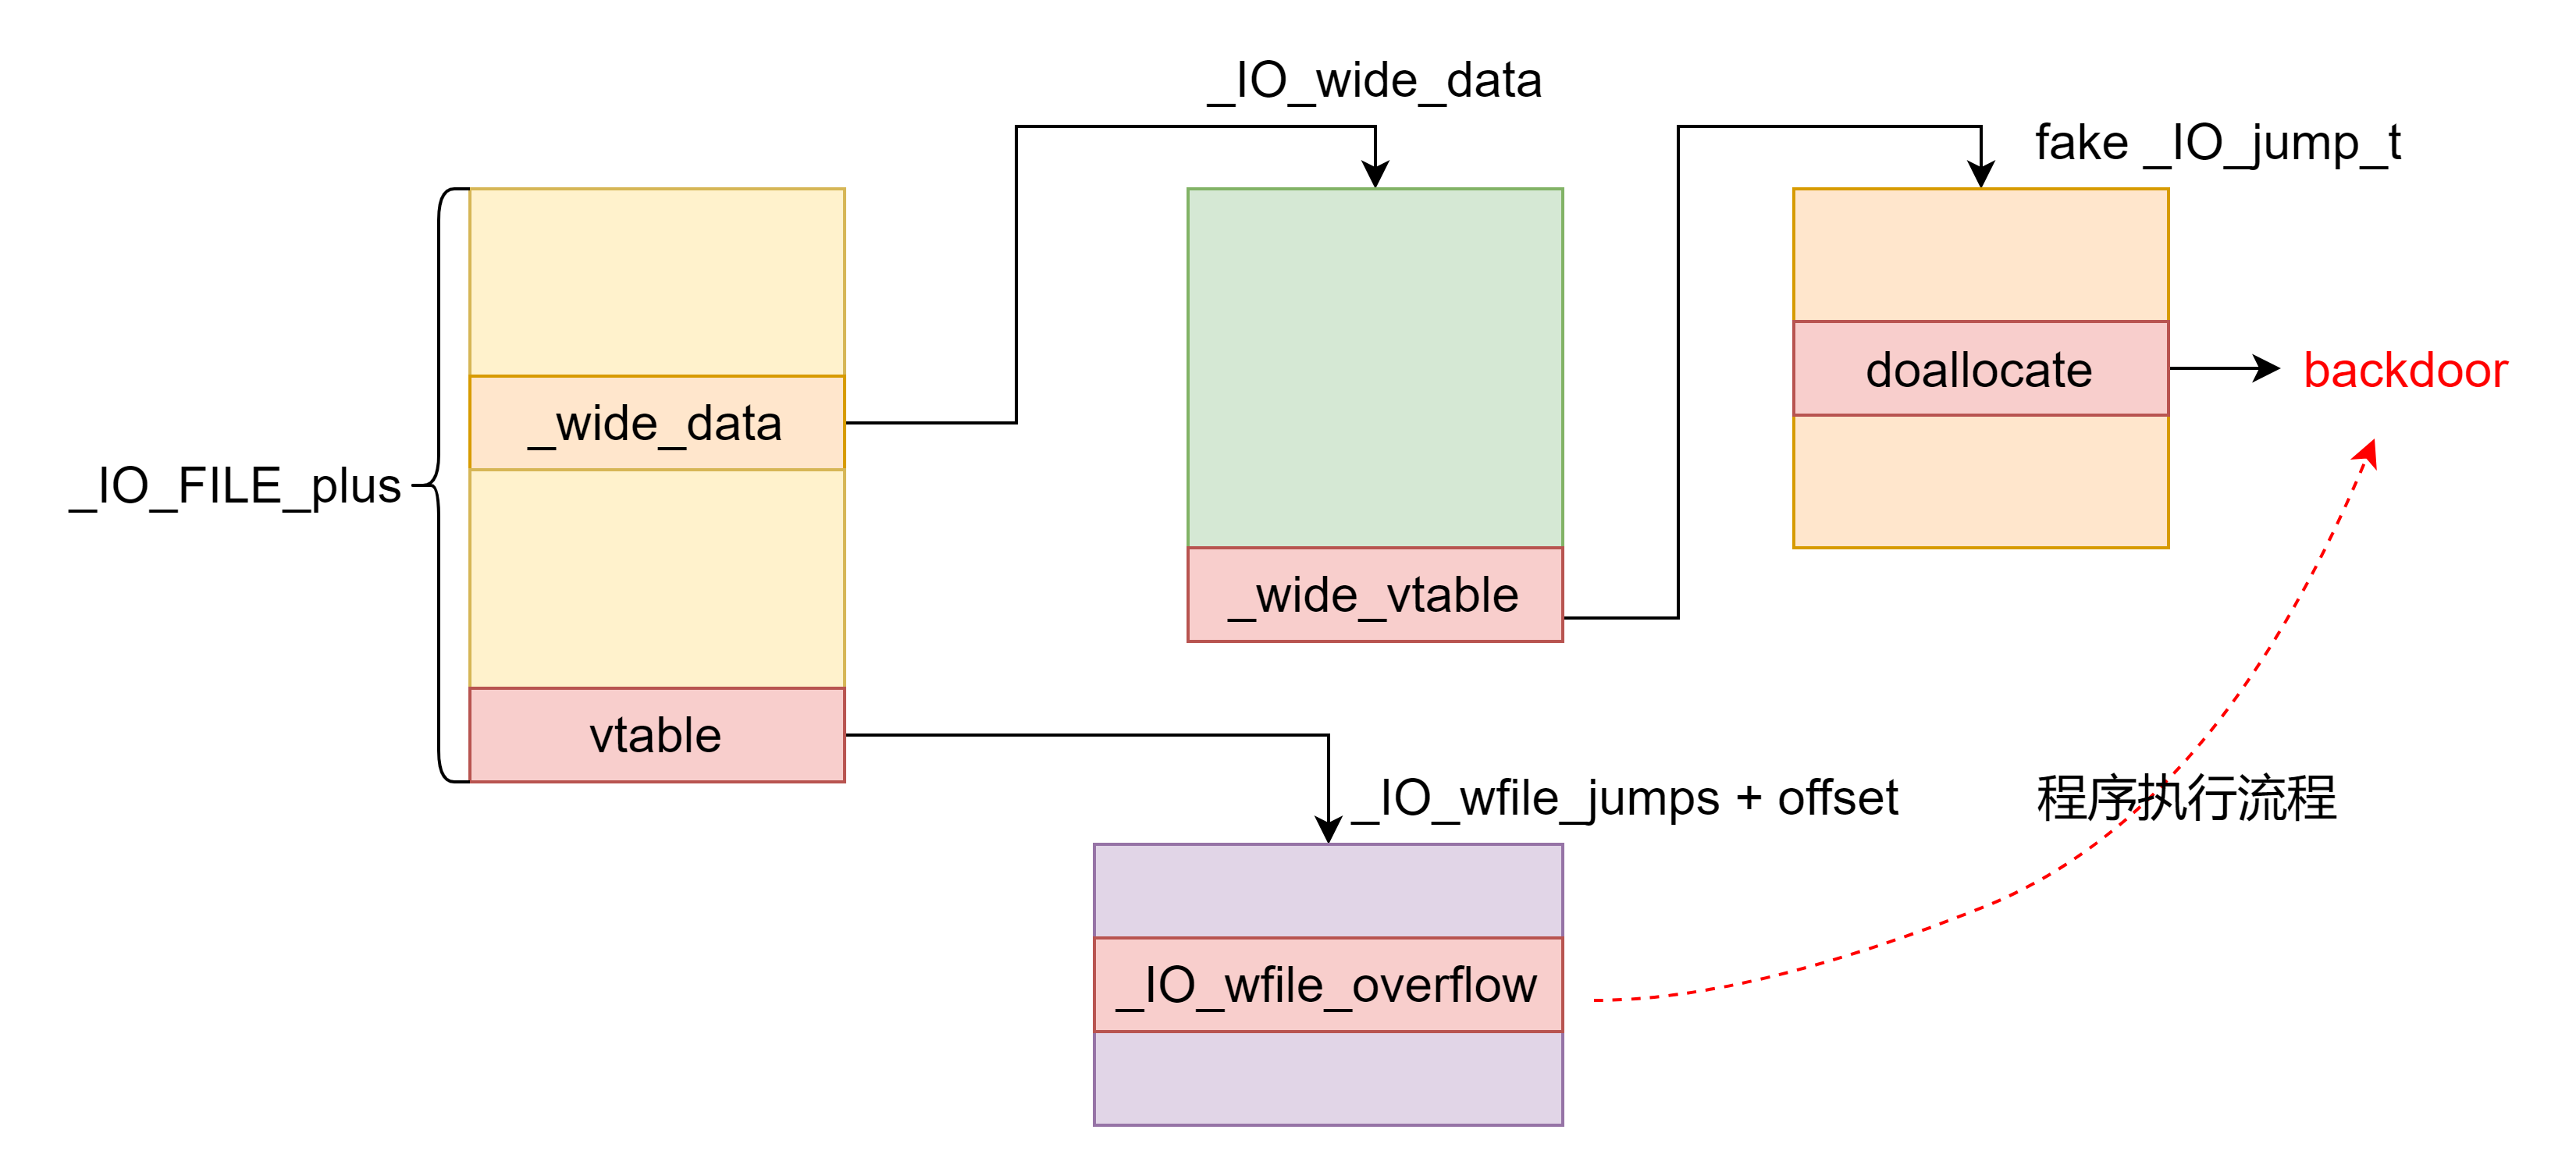 _IO_wide_data
fake _IO_jump_t
_wide_data
doallocate
backdoor
_IO_FILE_plus
_wide_vtable
vtable
_IO_wfile_jumps + offset
程序执行流程
_IO_wfile_overflow